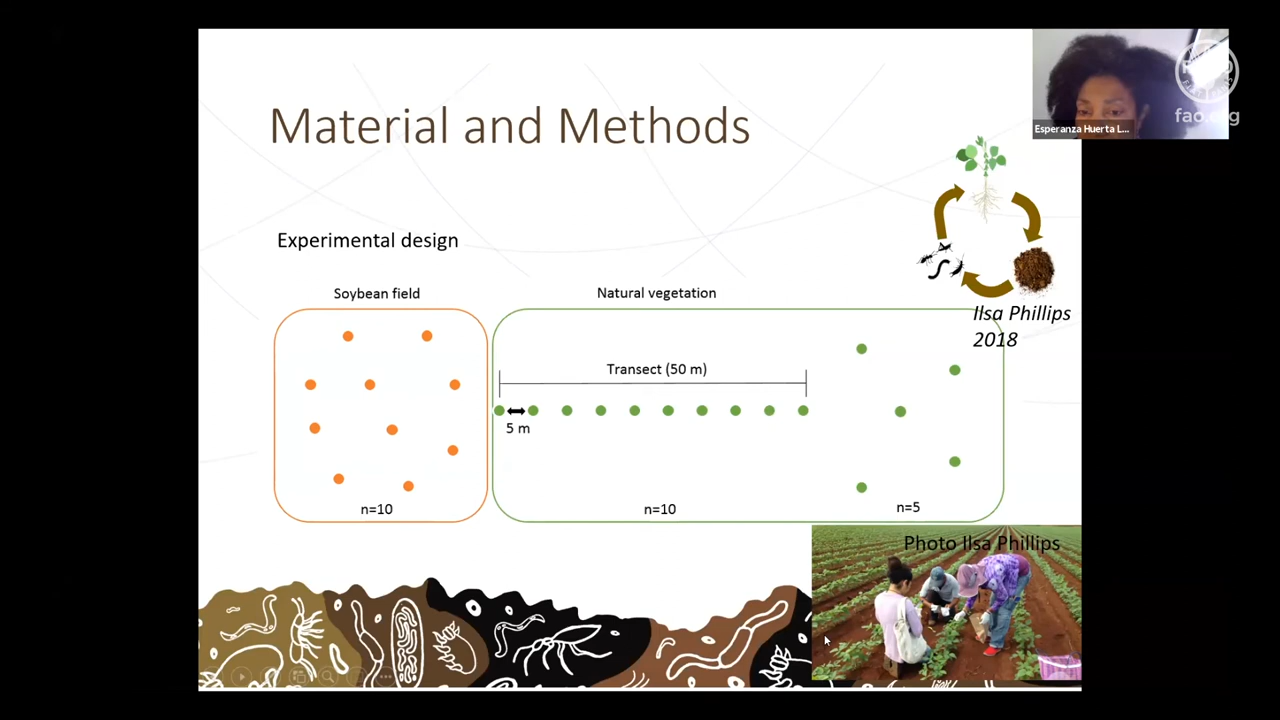 Material and Methods
Esperanza Huerta L...
fao.org
Experimental design
Ilsa Phillips
2018
Soybean field
Natural vegetation
Transect (50 m)
5 m
n=10
n=10
n=5
Photo Ilsa Phillips